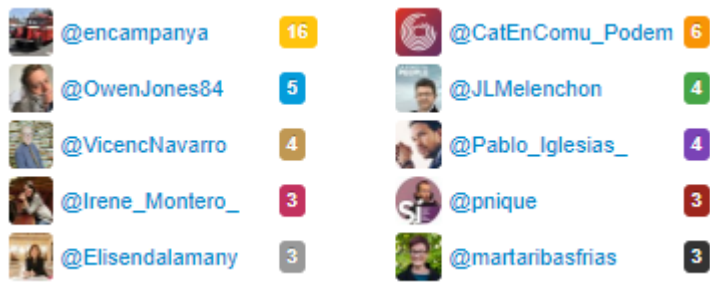 @encampanya 16 @CatEnComu_Podem 6
@OwenJones84 5 @JLMelenchon 4
@VicencNavarro 4 @Pablo_Iglesias_ 4
@Irene_Montero_ 3 SÍ @pnique 3
@Elisendalamany 3 @martaribasfrias 3